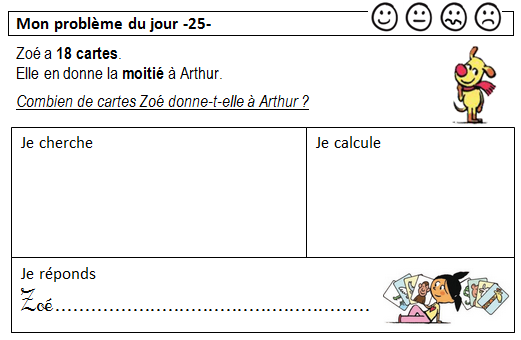 Mon problème du jour -25-
Zoé a 18 cartes.
Elle en donne la moitié à Arthur.
Combien de cartes Zoé donne-t-elle à Arthur ?
Je cherche
Je calcule
Je réponds
Zoé..........................................................